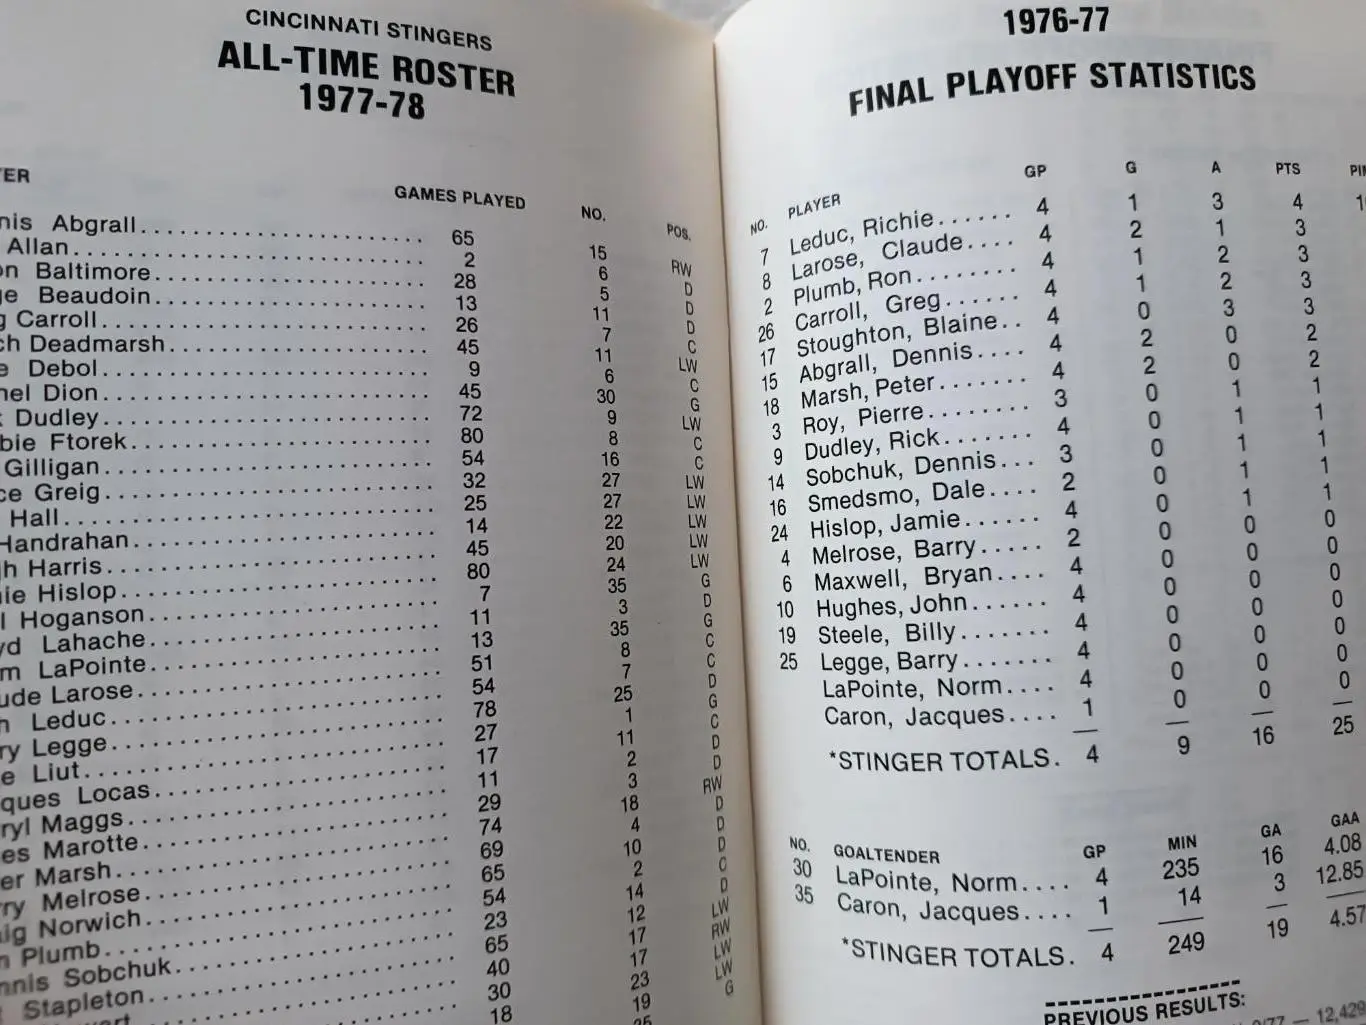 CINCINNATI STINGERS
ALL-TIME ROSTER
1977-78
ER GAMES PLAYED NO. POS.
nis Abgrall 65 15 RW
Allan 2 6 D
on Baltimore 28 5 D
ge Beaudoin 13 11 D
g Carroll 26 7 C
ch Deadmarsh 45 11 LW
e Debol 9 6 C
nel Dion 45 30 G
k Dudley 72 9 LW
bie Ftorek 80 8 C
Gilligan 54 16 C
ce Greig 32 27 LW
Hall 25 27 LW
Handrahan 14 22 LW
gh Harris 45 20 LW
ie Hislop 80 24 LW
l Hoganson 7 35 G
yd Lahache 11 3 D
m LaPointe 13 35 G
ude Larose 51 8 C
h Leduc 54 7 C
ry Legge 78 25 D
e Liut 27 1 G
ques Locas 17 11 C
ryl Maggs 11 2 D
es Marotte 29 3 D
er Marsh 74 18 RW
rry Melrose 69 4 D
aig Norwich 65 10 D
n Plumb 54 2 D
nnis Sobchuk 23 14 C
t Stapleton 65 12 D
wart 40 17 LW
30 17 RW
18 23 LW
19 LW
25 G
1976-77
FINAL PLAYOFF STATISTICS
NO. PLAYER GP G A PTS PIM
7 Leduc, Richie...... 4 1 3 4
8 Larose, Claude.... 4 2 1 3
2 Plumb, Ron........ 4 1 2 3
26 Carroll, Greg...... 4 1 2 3
17 Stoughton, Blaine.. 4 0 3 3
15 Abgrall, Dennis.... 4 2 0 2
18 Marsh, Peter....... 4 2 0 2
3 Roy, Pierre........ 3 0 1 1
9 Dudley, Rick....... 4 0 1 1
14 Sobchuk, Dennis... 3 0 1 1
16 Smedsmo, Dale.... 2 0 1 1
24 Hislop, Jamie...... 4 0 1 1
4 Melrose, Barry..... 2 0 0 0
6 Maxwell, Bryan.... 4 0 0 0
10 Hughes, John...... 4 0 0 0
19 Steele, Billy....... 4 0 0 0
25 Legge, Barry....... 4 0 0 0
LaPointe, Norm.... 4 0 0 0
Caron, Jacques.... 1 0 0 0
*STINGER TOTALS. 4 9 16 25
NO. GOALTENDER GP MIN GA GAA
30 LaPointe, Norm.... 4 235 16 4.08
35 Caron, Jacques.... 1 14 3 12.85
*STINGER TOTALS. 4 249 19 4.57
PREVIOUS RESULTS:
/77 — 12,429